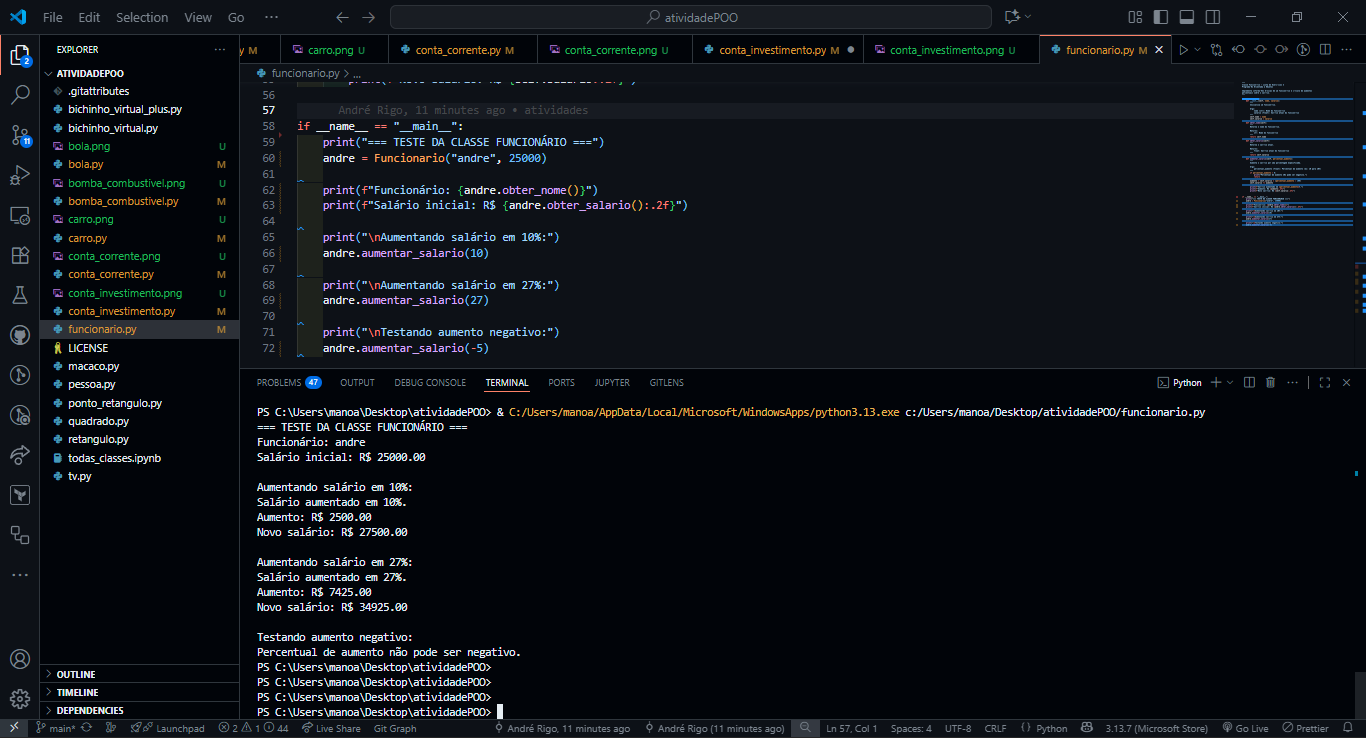 File Edit Selection View Go ··· atividadePOO
EXPLORER ···
ATIVIDADEPOO
.gitattributes
bichinho_virtual_plus.py
bichinho_virtual.py
bola.png U
bola.py M
bomba_combustivel.png U
bomba_combustivel.py M
carro.png U
carro.py M
conta_corrente.png U
conta_corrente.py M
conta_investimento.png U
conta_investimento.py M
funcionario.py M
LICENSE
macaco.py
pessoa.py
ponto_retangulo.py
quadrado.py
retangulo.py
todas_classes.ipynb
tv.py
OUTLINE
TIMELINE
DEPENDENCIES
2
11
y M carro.png U conta_corrente.py M conta_corrente.png U conta_investimento.py M conta_investimento.png U funcionario.py M
funcionario.py > ...
56
57 André Rigo, 11 minutes ago • atividades
58 if __name__ == "__main__":
59 print("=== TESTE DA CLASSE FUNCIONÁRIO ===")
60 andre = Funcionario("andre", 25000)
61
62 print(f"Funcionário: {andre.obter_nome()}")
63 print(f"Salário inicial: R$ {andre.obter_salario():.2f}")
64
65 print("\nAumentando salário em 10%:")
66 andre.aumentar_salario(10)
67
68 print("\nAumentando salário em 27%:")
69 andre.aumentar_salario(27)
70
71 print("\nTestando aumento negativo:")
72 andre.aumentar_salario(-5)
PROBLEMS 47 OUTPUT DEBUG CONSOLE TERMINAL PORTS JUPYTER GITLENS Python
PS C:\Users\manoa\Desktop\atividadePOO> & C:/Users/manoa/AppData/Local/Microsoft/WindowsApps/python3.13.exe c:/Users/manoa/Desktop/atividadePOO/funcionario.py
=== TESTE DA CLASSE FUNCIONÁRIO ===
Funcionário: andre
Salário inicial: R$ 25000.00
Aumentando salário em 10%:
Salário aumentado em 10%.
Aumento: R$ 2500.00
Novo salário: R$ 27500.00
Aumentando salário em 27%:
Salário aumentado em 27%.
Aumento: R$ 7425.00
Novo salário: R$ 34925.00
Testando aumento negativo:
Percentual de aumento não pode ser negativo.
PS C:\Users\manoa\Desktop\atividadePOO>
PS C:\Users\manoa\Desktop\atividadePOO>
PS C:\Users\manoa\Desktop\atividadePOO>
PS C:\Users\manoa\Desktop\atividadePOO>
main* Launchpad 2 1 44 Live Share Git Graph André Rigo, 11 minutes ago André Rigo (11 minutes ago) Ln 57, Col 1 Spaces: 4 UTF-8 CRLF { } Python 3.13.7 (Microsoft Store) Go Live Prettier